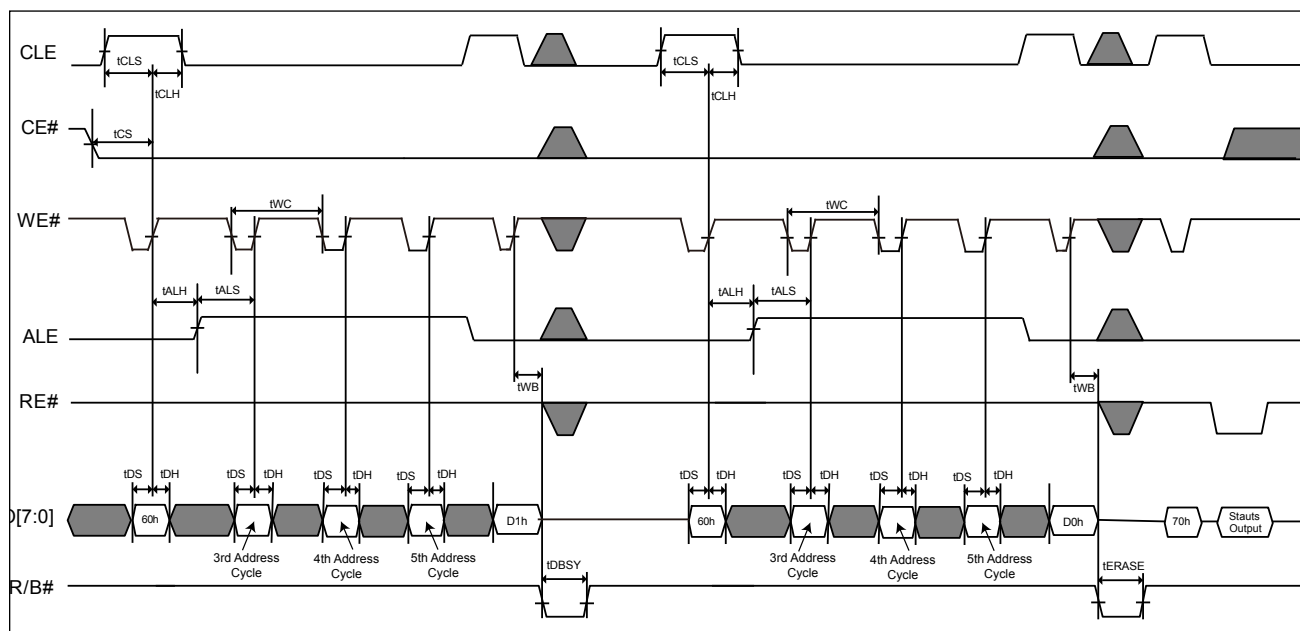 CLE
tCLS
tCLS
tCLH
tCLH
CE#
tCS
WE#
tWC
tWC
tALH
tALS
tALH
tALS
ALE
tWB
tWB
RE#
tDS
tDH
tDS
tDH
tDS
tDH
tDS
tDH
tDS
tDH
tDS
tDH
tDS
tDH
tDS
tDH
O[7:0]
60h
D1h
60h
D0h
70h
Stauts
Output
3rd Address
Cycle
4th Address
Cycle
5th Address
Cycle
3rd Address
Cycle
4th Address
Cycle
5th Address
Cycle
tDBSY
tERASE
R/B#